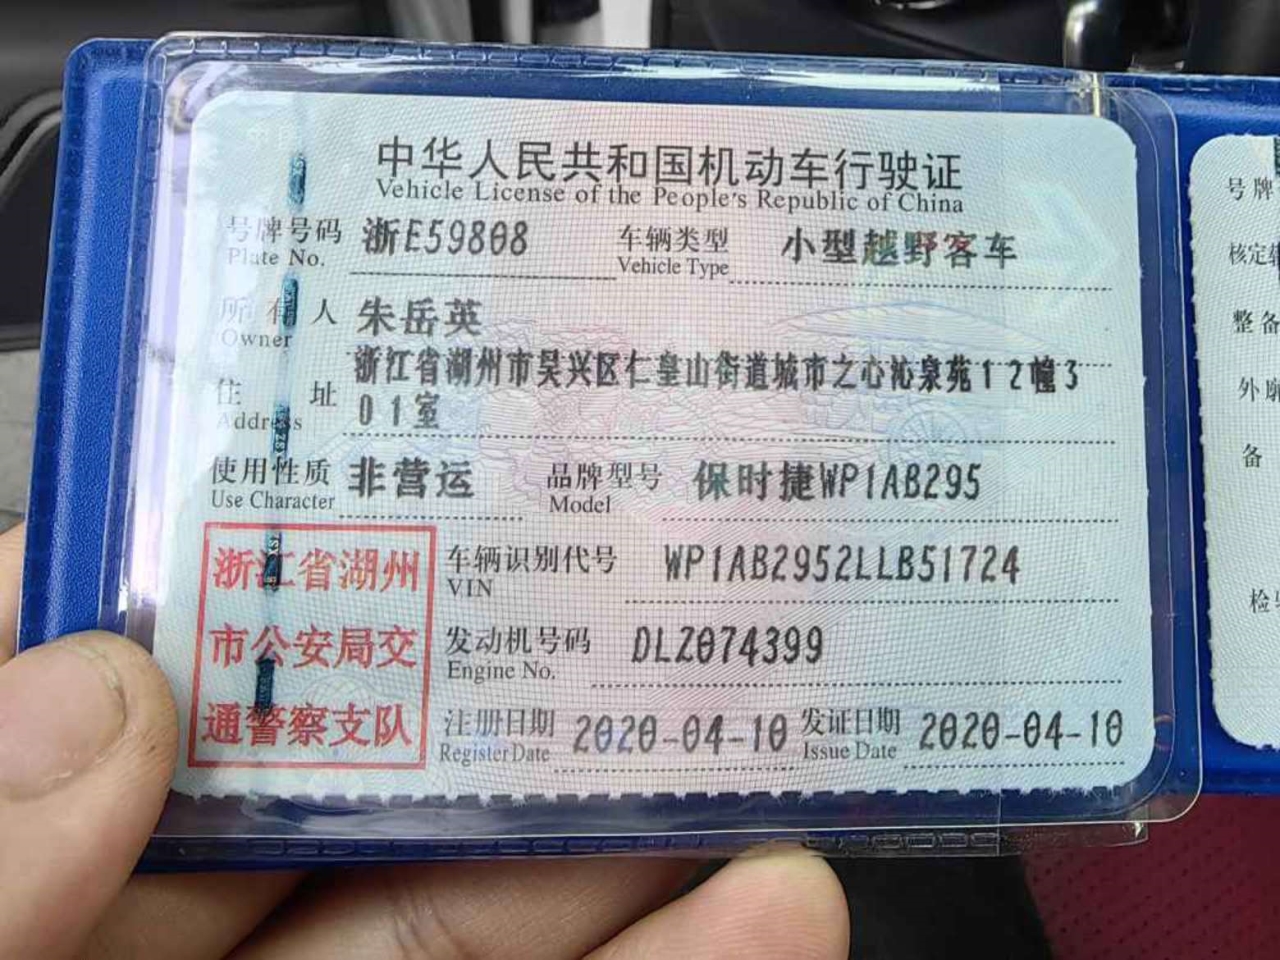 中华人民共和国机动车行驶证
Vehicle License of the People's Republic of China
号牌号码 浙E59808 车辆类型 小型越野客车
Plate No. Vehicle Type
所有人 朱岳英
Owner
住址 浙江省湖州市吴兴区仁皇山街道城市之心沁泉苑12幢3
01室
Address
使用性质 非营运 品牌型号 保时捷WP1AB295
Use Character Model
浙江省湖州
市公安局交
通警察支队
车辆识别代号 WP1AB2952LLB51724
VIN
发动机号码 DLZ074399
Engine No.
注册日期 2020-04-10 发证日期 2020-04-10
Register Date Issue Date
号牌
核定
整备
外廓
备
检